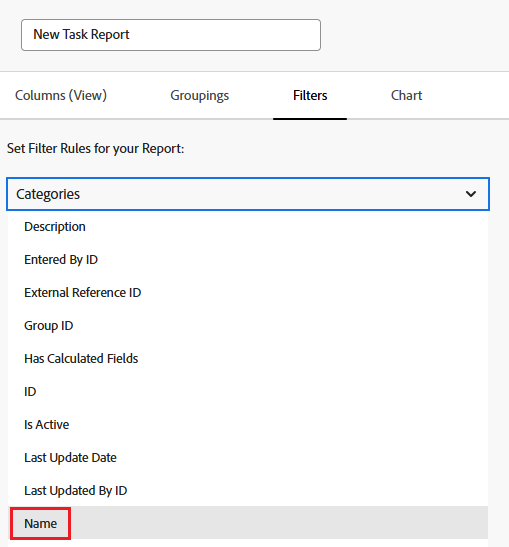 New Task Report
Columns (View) Groupings Filters Chart
Set Filter Rules for your Report:
Categories
Description
Entered By ID
External Reference ID
Group ID
Has Calculated Fields
ID
Is Active
Last Update Date
Last Updated By ID
Name